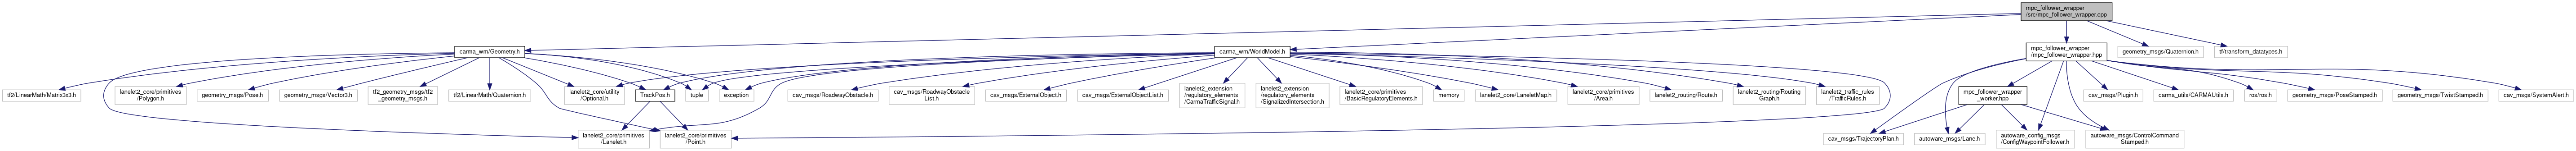 mpc_follower_wrapper
/src/mpc_follower_wrapper.cpp
carma_wm/Geometry.h
carma_wm/WorldModel.h
mpc_follower_wrapper
/mpc_follower_wrapper.hpp
geometry_msgs/Quaternion.h
tf/transform_datatypes.h
tf2/LinearMath/Matrix3x3.h
lanelet2_core/primitives
/Polygon.h
geometry_msgs/Pose.h
geometry_msgs/Vector3.h
tf2_geometry_msgs/tf2
_geometry_msgs.h
tf2/LinearMath/Quaternion.h
lanelet2_core/utility
/Optional.h
TrackPos.h
tuple
exception
cav_msgs/RoadwayObstacle.h
cav_msgs/RoadwayObstacle
List.h
cav_msgs/ExternalObject.h
cav_msgs/ExternalObjectList.h
lanelet2_extension
/regulatory_elements
/CarmaTrafficSignal.h
lanelet2_extension
/regulatory_elements
/SignalizedIntersection.h
lanelet2_core/primitives
/BasicRegulatoryElements.h
memory
lanelet2_core/LaneletMap.h
lanelet2_core/primitives
/Area.h
lanelet2_routing/Route.h
lanelet2_routing/Routing
Graph.h
lanelet2_traffic_rules
/TrafficRules.h
mpc_follower_wrapper
_worker.hpp
cav_msgs/Plugin.h
carma_utils/CARMAUtils.h
ros/ros.h
geometry_msgs/PoseStamped.h
geometry_msgs/TwistStamped.h
cav_msgs/SystemAlert.h
lanelet2_core/primitives
/Lanelet.h
lanelet2_core/primitives
/Point.h
cav_msgs/TrajectoryPlan.h
autoware_msgs/Lane.h
autoware_config_msgs
/ConfigWaypointFollower.h
autoware_msgs/ControlCommand
Stamped.h